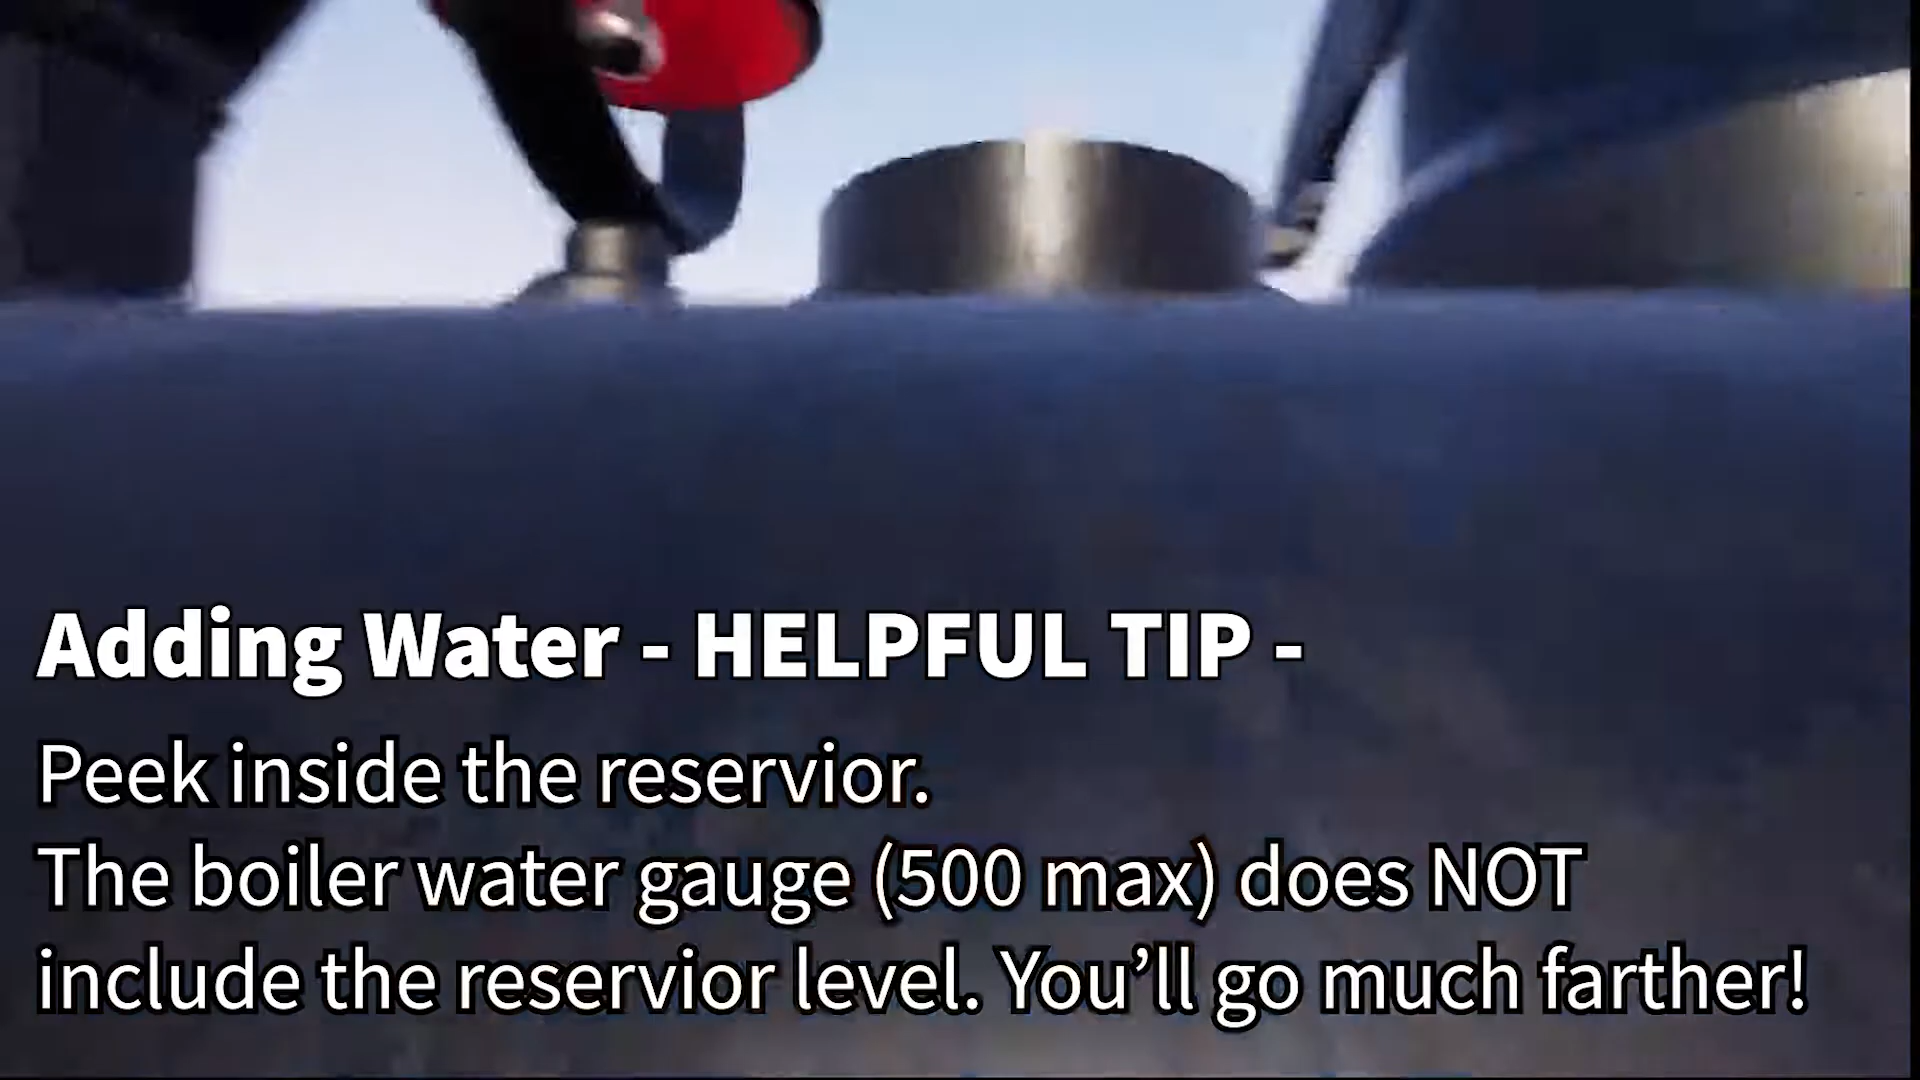 Adding Water - HELPFUL TIP -
Peek inside the reservior.
The boiler water gauge (500 max) does NOT
include the reservior level. You’ll go much farther!